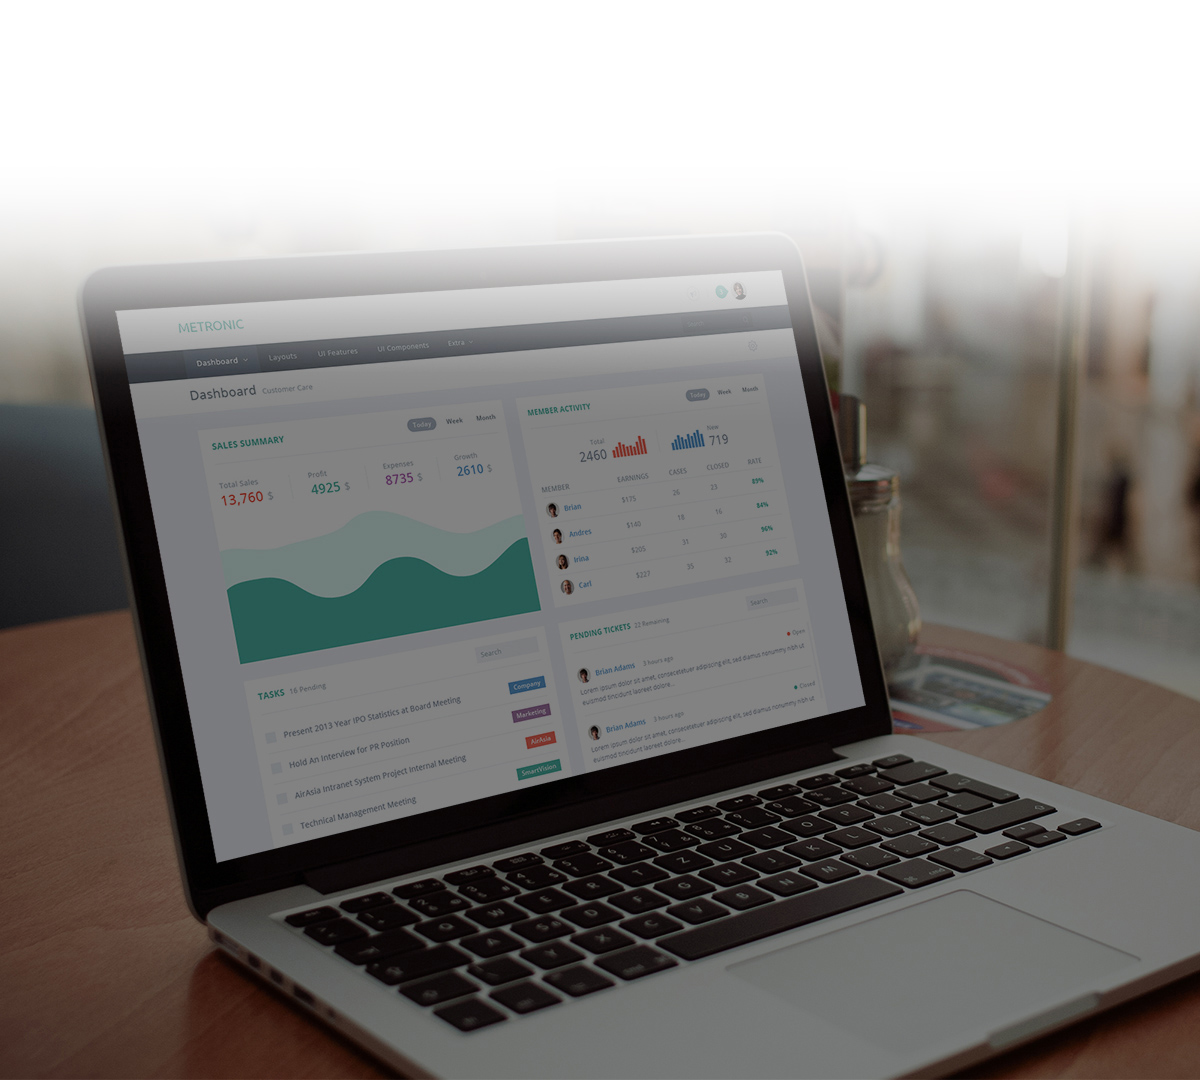 METRONIC
Dashboard Layouts UI Features UI Components Extra
Dashboard Customer Care
SALES SUMMARY Today Week Month
Total Sales Profit Expenses Growth
13,760 $ 4925 $ 8735 $ 2610 $
MEMBER ACTIVITY Today Week Month
Total New
2460 719
MEMBER EARNINGS CASES CLOSED RATE
Brian $175 26 23 89%
Andres $140 18 16 84%
Irina $205 31 30 96%
Carl $227 35 32 92%
TASKS 16 Pending Search
Present 2013 Year IPO Statistics at Board Meeting Company
Hold An Interview for PR Position Marketing
AirAsia Intranet System Project Internal Meeting AirAsia
Technical Management Meeting SmartVision
PENDING TICKETS 22 Remaining Search
Brian Adams 3 hours ago Open
Lorem ipsum dolor sit amet, consectetuer adipiscing elit, sed diamus nonummy nibh ut
euismod tincidunt laoreet dolore...
Brian Adams 5 hours ago Closed
Lorem ipsum dolor sit amet, consectetuer adipiscing elit, sed diamus nonummy nibh ut
euismod tincidunt laoreet dolore...